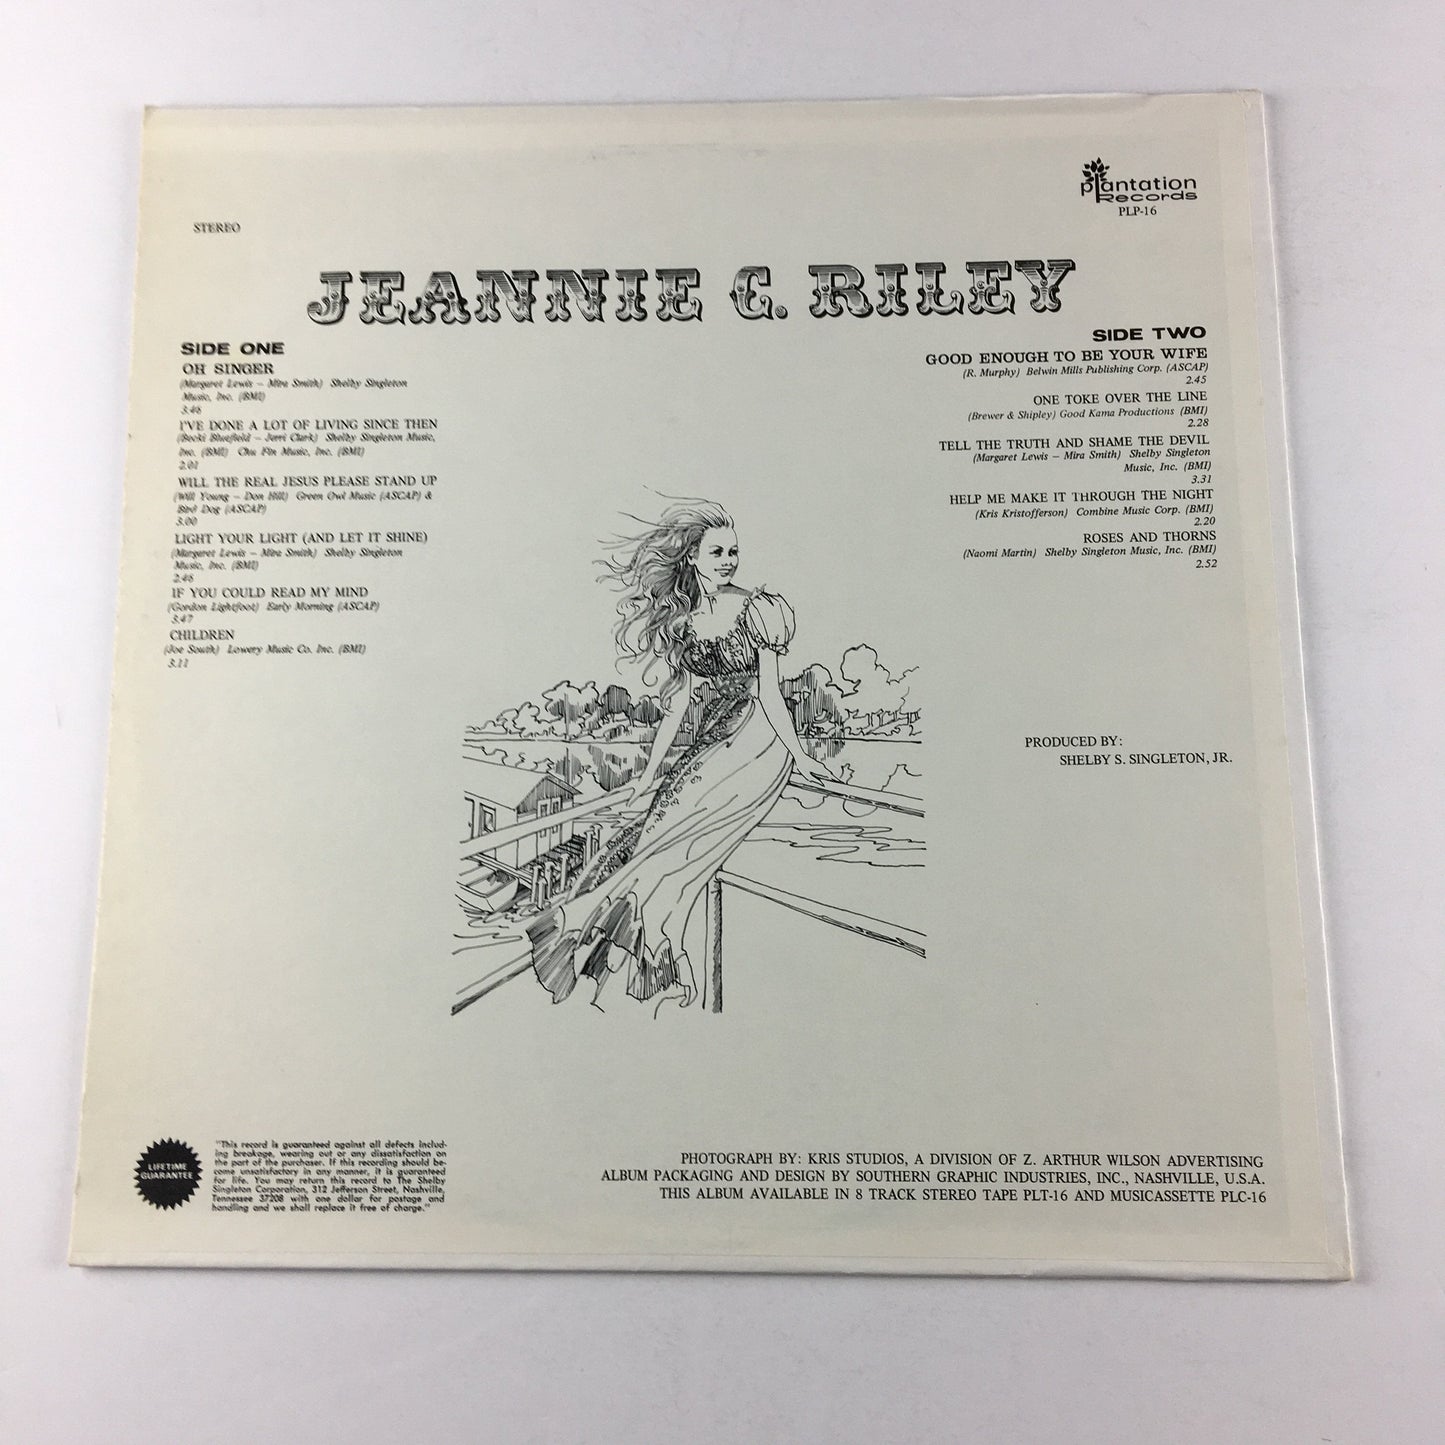 Plantation
Records
PLP-16
STEREO
JEANNIE C. RILEY
SIDE ONE
OH SINGER
(Margaret Lewis – Mira Smith) Shelby Singleton
Music, Inc. (BMI)
3.46
I'VE DONE A LOT OF LIVING SINCE THEN
(Becki Bluefield – Jerri Clark) Shelby Singleton Music,
Inc. (BMI) Chu Fin Music, Inc. (BMI)
2.01
WILL THE REAL JESUS PLEASE STAND UP
(Will Young – Don Hill) Green Owl Music (ASCAP) &
Bird Dog (ASCAP)
3.00
LIGHT YOUR LIGHT (AND LET IT SHINE)
(Margaret Lewis – Mira Smith) Shelby Singleton
Music, Inc. (BMI)
2.46
IF YOU COULD READ MY MIND
(Gordon Lightfoot) Early Morning (ASCAP)
3.47
CHILDREN
(Joe South) Lowery Music Co. Inc. (BMI)
3.11
SIDE TWO
GOOD ENOUGH TO BE YOUR WIFE
(R. Murphy) Belwin Mills Publishing Corp. (ASCAP)
2.45
ONE TOKE OVER THE LINE
(Brewer & Shipley) Good Kama Productions (BMI)
2.28
TELL THE TRUTH AND SHAME THE DEVIL
(Margaret Lewis – Mira Smith) Shelby Singleton
Music, Inc. (BMI)
3.31
HELP ME MAKE IT THROUGH THE NIGHT
(Kris Kristofferson) Combine Music Corp. (BMI)
2.20
ROSES AND THORNS
(Naomi Martin) Shelby Singleton Music, Inc. (BMI)
2.52
PRODUCED BY:
SHELBY S. SINGLETON, JR.
LIFETIME
GUARANTEE
"This record is guaranteed against all defects includ-
ing breakage, wearing out or any dissatisfaction on
the part of the purchaser. If this recording should be-
come unsatisfactory in any manner, it is guaranteed
for life. You may return this record to The Shelby
Singleton Corporation, 312 Jefferson Street, Nashville,
Tennessee 37208 with one dollar for postage and
handling and we shall replace it free of charge."
PHOTOGRAPH BY: KRIS STUDIOS, A DIVISION OF Z. ARTHUR WILSON ADVERTISING
ALBUM PACKAGING AND DESIGN BY SOUTHERN GRAPHIC INDUSTRIES, INC., NASHVILLE, U.S.A.
THIS ALBUM AVAILABLE IN 8 TRACK STEREO TAPE PLT-16 AND MUSICASSETTE PLC-16